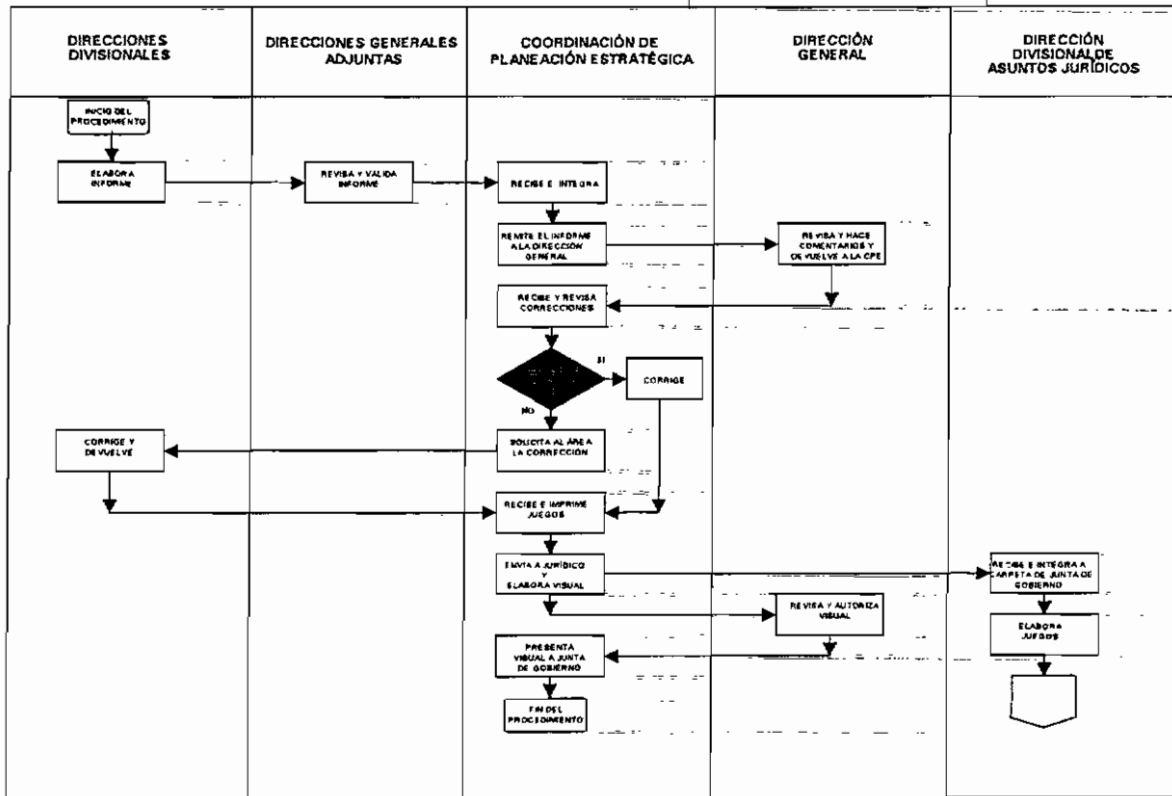 DIRECCIONES
DIVISIONALES
DIRECCIONES GENERALES
ADJUNTAS
COORDINACIÓN DE
PLANEACIÓN ESTRATÉGICA
DIRECCIÓN
GENERAL
DIRECCIÓN
DIVISIONAL DE
ASUNTOS JURÍDICOS
INICIO DEL
PROCEDIMIENTO
ELABORA
INFORME
REVISA Y VALIDA
INFORME
RECIBE E INTEGRA
REMITE EL INFORME
A LA DIRECCIÓN
GENERAL
REVISA Y HACE
COMENTARIOS Y
DEVUELVE A LA CPE
RECIBE Y REVISA
CORRECCIONES
SI
CORRIGE
NO
CORRIGE Y
DEVUELVE
SOLICITA AL ÁREA
LA CORRECCIÓN
RECIBE E IMPRIME
JUEGOS
ENVIA A JURÍDICO
Y
ELABORA VISUAL
RECIBE E INTEGRA A
CARPETA DE JUNTA DE
GOBIERNO
REVISA Y AUTORIZA
VISUAL
ELABORA
JUEGOS
PRESENTA
VISUAL A JUNTA
DE GOBIERNO
FIN DEL
PROCEDIMIENTO